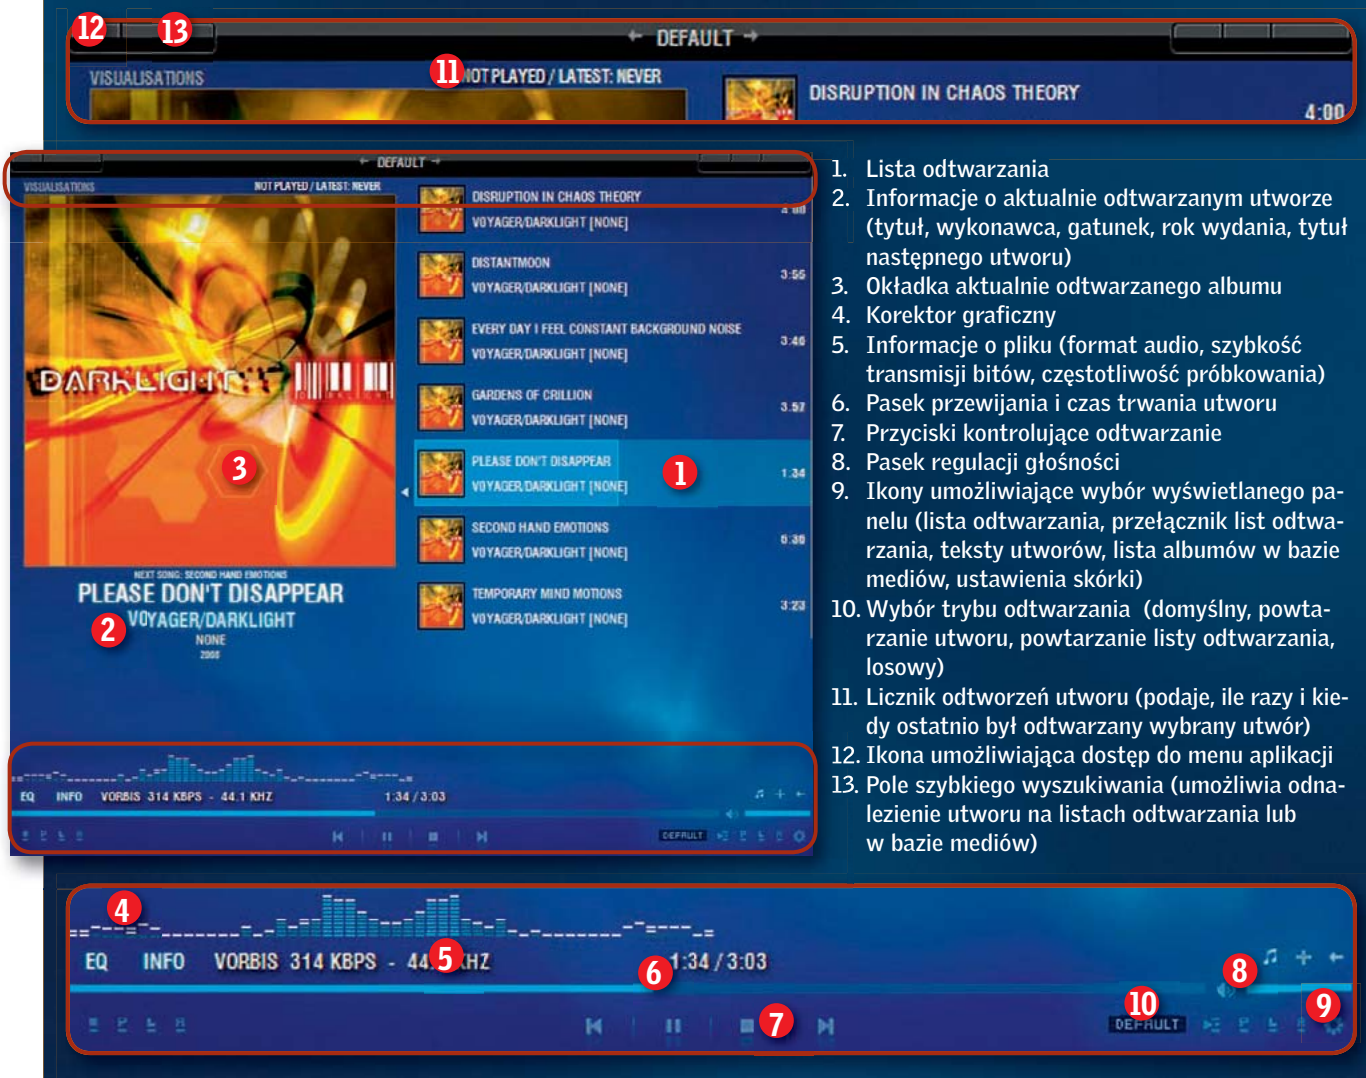 12 13
← DEFAULT →
VISUALISATIONS
11 NOT PLAYED / LATEST: NEVER
DISRUPTION IN CHAOS THEORY
4:00
← DEFAULT →
VISUALISATIONS
NOT PLAYED / LATEST: NEVER
DISRUPTION IN CHAOS THEORY
4:00
VOYAGER/DARKLIGHT [NONE]
DISTANTMOON
3:55
VOYAGER/DARKLIGHT [NONE]
EVERY DAY I FEEL CONSTANT BACKGROUND NOISE
3:46
VOYAGER/DARKLIGHT [NONE]
GARDENS OF CRILLION
3:57
VOYAGER/DARKLIGHT [NONE]
PLEASE DON'T DISAPPEAR
1
1:34
VOYAGER/DARKLIGHT [NONE]
SECOND HAND EMOTIONS
VOYAGER/DARKLIGHT [NONE]
TEMPORARY MIND MOTIONS
3:23
VOYAGER/DARKLIGHT [NONE]
DARKLIGHT
3
NEXT SONG: SECOND HAND EMOTIONS
PLEASE DON'T DISAPPEAR
2 VOYAGER/DARKLIGHT
NONE
2008
EQ INFO VORBIS 314 KBPS - 44.1 KHZ 1:34 / 3:03
DEFAULT
1. Lista odtwarzania
2. Informacje o aktualnie odtwarzanym utworze
(tytuł, wykonawca, gatunek, rok wydania, tytuł
następnego utworu)
3. Okładka aktualnie odtwarzanego albumu
4. Korektor graficzny
5. Informacje o pliku (format audio, szybkość
transmisji bitów, częstotliwość próbkowania)
6. Pasek przewijania i czas trwania utworu
7. Przyciski kontrolujące odtwarzanie
8. Pasek regulacji głośności
9. Ikony umożliwiające wybór wyświetlanego pa-
nelu (lista odtwarzania, przełącznik list odtwa-
rzania, teksty utworów, lista albumów w bazie
mediów, ustawienia skórki)
10. Wybór trybu odtwarzania (domyślny, powta-
rzanie utworu, powtarzanie listy odtwarzania,
losowy)
11. Licznik odtworzeń utworu (podaje, ile razy i kie-
dy ostatnio był odtwarzany wybrany utwór)
12. Ikona umożliwiająca dostęp do menu aplikacji
13. Pole szybkiego wyszukiwania (umożliwia odna-
lezienie utworu na listach odtwarzania lub
w bazie mediów)
4
EQ INFO VORBIS 314 KBPS - 44 5 KHZ 6 1:34 / 3:03
8
7
10
DEFAULT
9